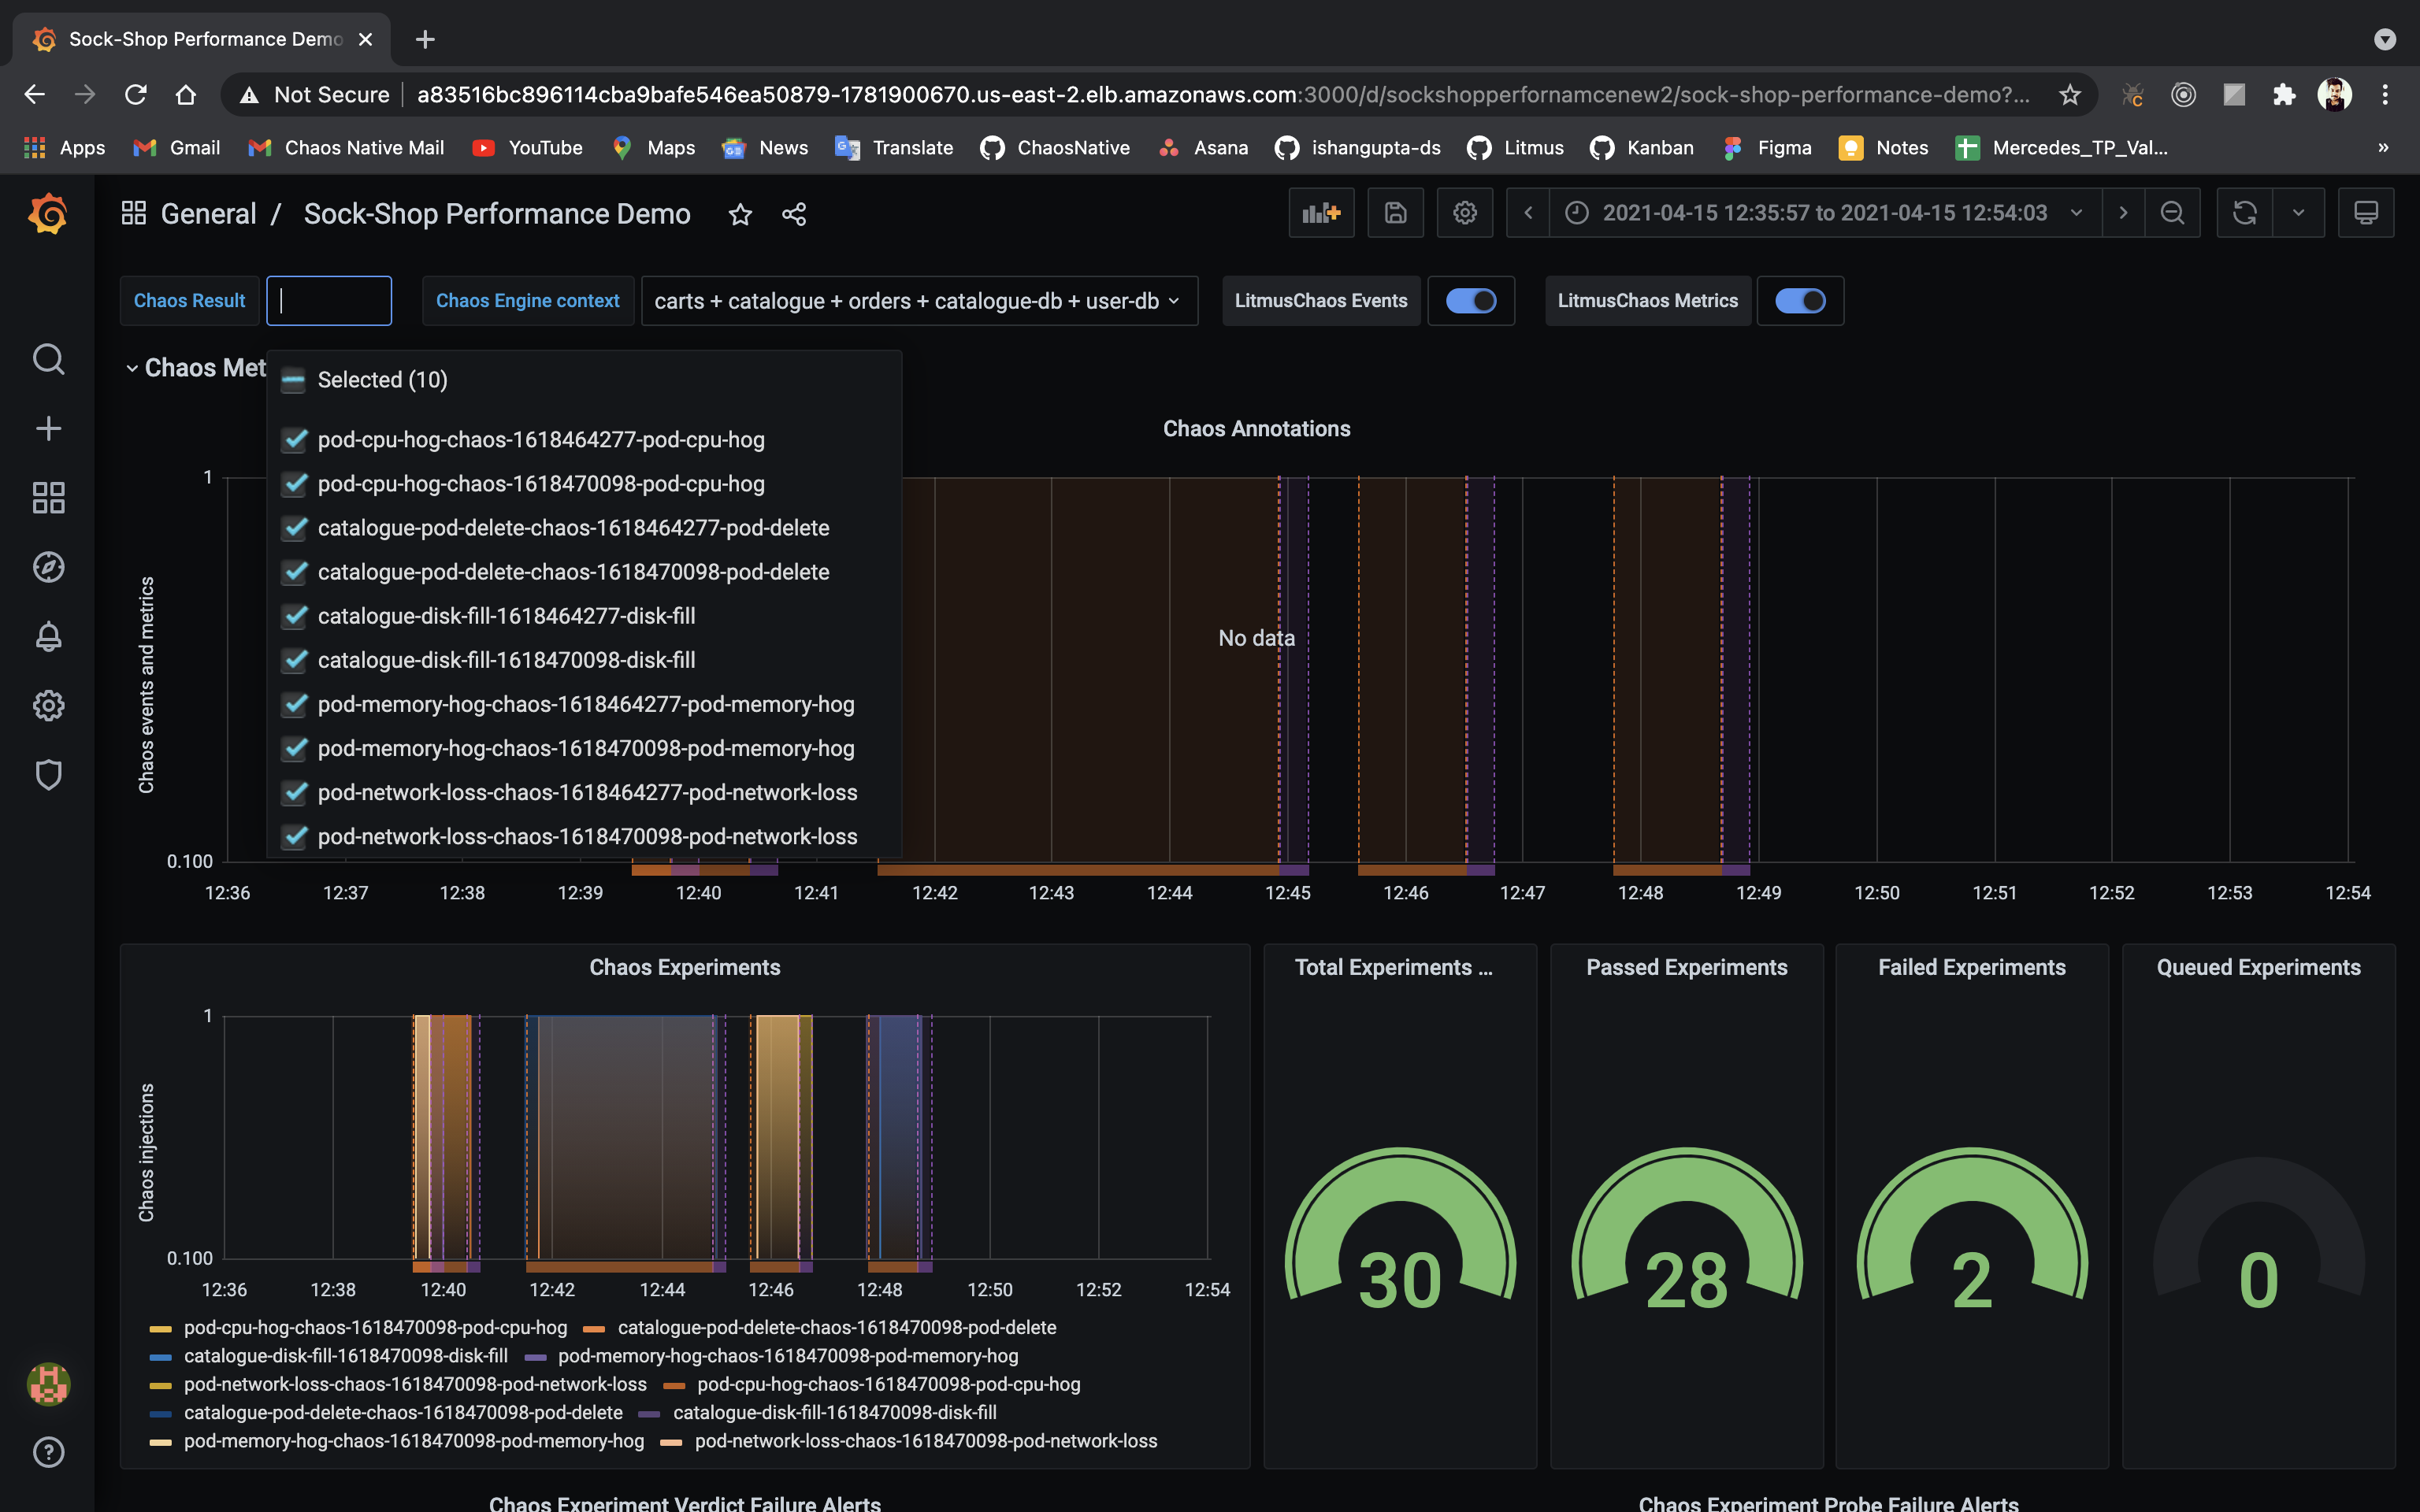 Sock-Shop Performance Demo
Not Secure a83516bc896114cba9bafe546ea50879-1781900670.us-east-2.elb.amazonaws.com:3000/d/sockshopperfornamcenew2/sock-shop-performance-demo?...
Apps Gmail Chaos Native Mail YouTube Maps News Translate ChaosNative Asana ishangupta-ds Litmus Kanban Figma Notes Mercedes_TP_Val... »
General / Sock-Shop Performance Demo 2021-04-15 12:35:57 to 2021-04-15 12:54:03
Chaos Result Chaos Engine context carts + catalogue + orders + catalogue-db + user-db LitmusChaos Events LitmusChaos Metrics
Chaos Met
Selected (10)
pod-cpu-hog-chaos-1618464277-pod-cpu-hog
pod-cpu-hog-chaos-1618470098-pod-cpu-hog
catalogue-pod-delete-chaos-1618464277-pod-delete
catalogue-pod-delete-chaos-1618470098-pod-delete
catalogue-disk-fill-1618464277-disk-fill
catalogue-disk-fill-1618470098-disk-fill
pod-memory-hog-chaos-1618464277-pod-memory-hog
pod-memory-hog-chaos-1618470098-pod-memory-hog
pod-network-loss-chaos-1618464277-pod-network-loss
pod-network-loss-chaos-1618470098-pod-network-loss
Chaos Annotations
Chaos events and metrics
1
No data
0.100
12:36 12:37 12:38 12:39 12:40 12:41 12:42 12:43 12:44 12:45 12:46 12:47 12:48 12:49 12:50 12:51 12:52 12:53 12:54
Chaos Experiments
Chaos injections
1
0.100
12:36 12:38 12:40 12:42 12:44 12:46 12:48 12:50 12:52 12:54
pod-cpu-hog-chaos-1618470098-pod-cpu-hog catalogue-pod-delete-chaos-1618470098-pod-delete
catalogue-disk-fill-1618470098-disk-fill pod-memory-hog-chaos-1618470098-pod-memory-hog
pod-network-loss-chaos-1618470098-pod-network-loss pod-cpu-hog-chaos-1618470098-pod-cpu-hog
catalogue-pod-delete-chaos-1618470098-pod-delete catalogue-disk-fill-1618470098-disk-fill
pod-memory-hog-chaos-1618470098-pod-memory-hog pod-network-loss-chaos-1618470098-pod-network-loss
Total Experiments ...
30
Passed Experiments
28
Failed Experiments
2
Queued Experiments
0
Chaos Experiment Verdict Failure Alerts
Chaos Experiment Probe Failure Alerts